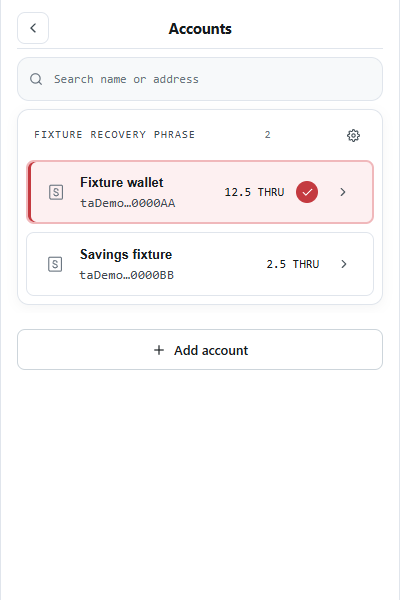 Accounts
Search name or address
FIXTURE RECOVERY PHRASE 2
S Fixture wallet 12.5 THRU
taDemo…0000AA
S Savings fixture 2.5 THRU
taDemo…0000BB
+ Add account